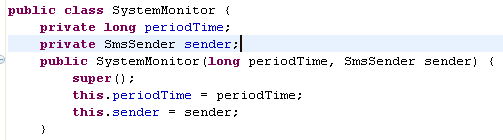 public class SystemMonitor {
    private long periodTime;
    private SmsSender sender;
    public SystemMonitor(long periodTime, SmsSender sender) {
        super();
        this.periodTime = periodTime;
        this.sender = sender;
    }